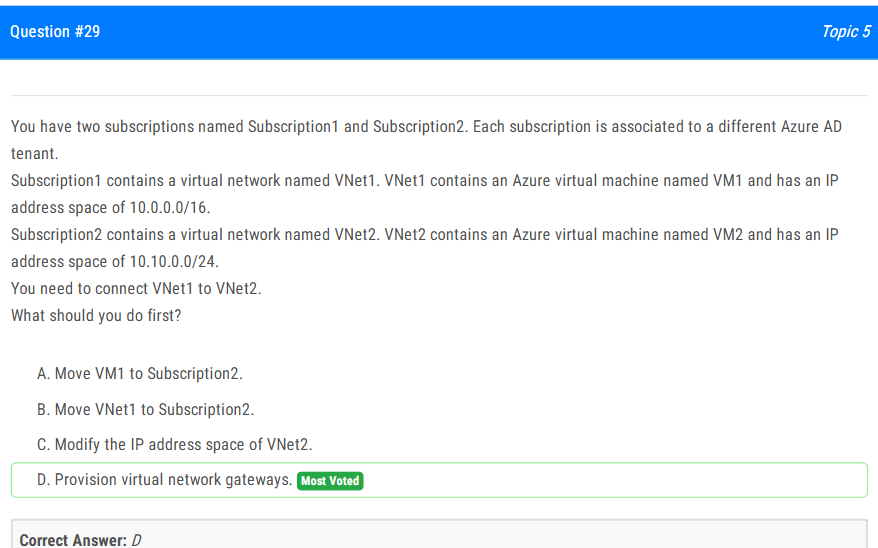 Question #29
Topic 5
You have two subscriptions named Subscription1 and Subscription2. Each subscription is associated to a different Azure AD
tenant.
Subscription1 contains a virtual network named VNet1. VNet1 contains an Azure virtual machine named VM1 and has an IP
address space of 10.0.0.0/16.
Subscription2 contains a virtual network named VNet2. VNet2 contains an Azure virtual machine named VM2 and has an IP
address space of 10.10.0.0/24.
You need to connect VNet1 to VNet2.
What should you do first?
A. Move VM1 to Subscription2.
B. Move VNet1 to Subscription2.
C. Modify the IP address space of VNet2.
D. Provision virtual network gateways. Most Voted
Correct Answer: D